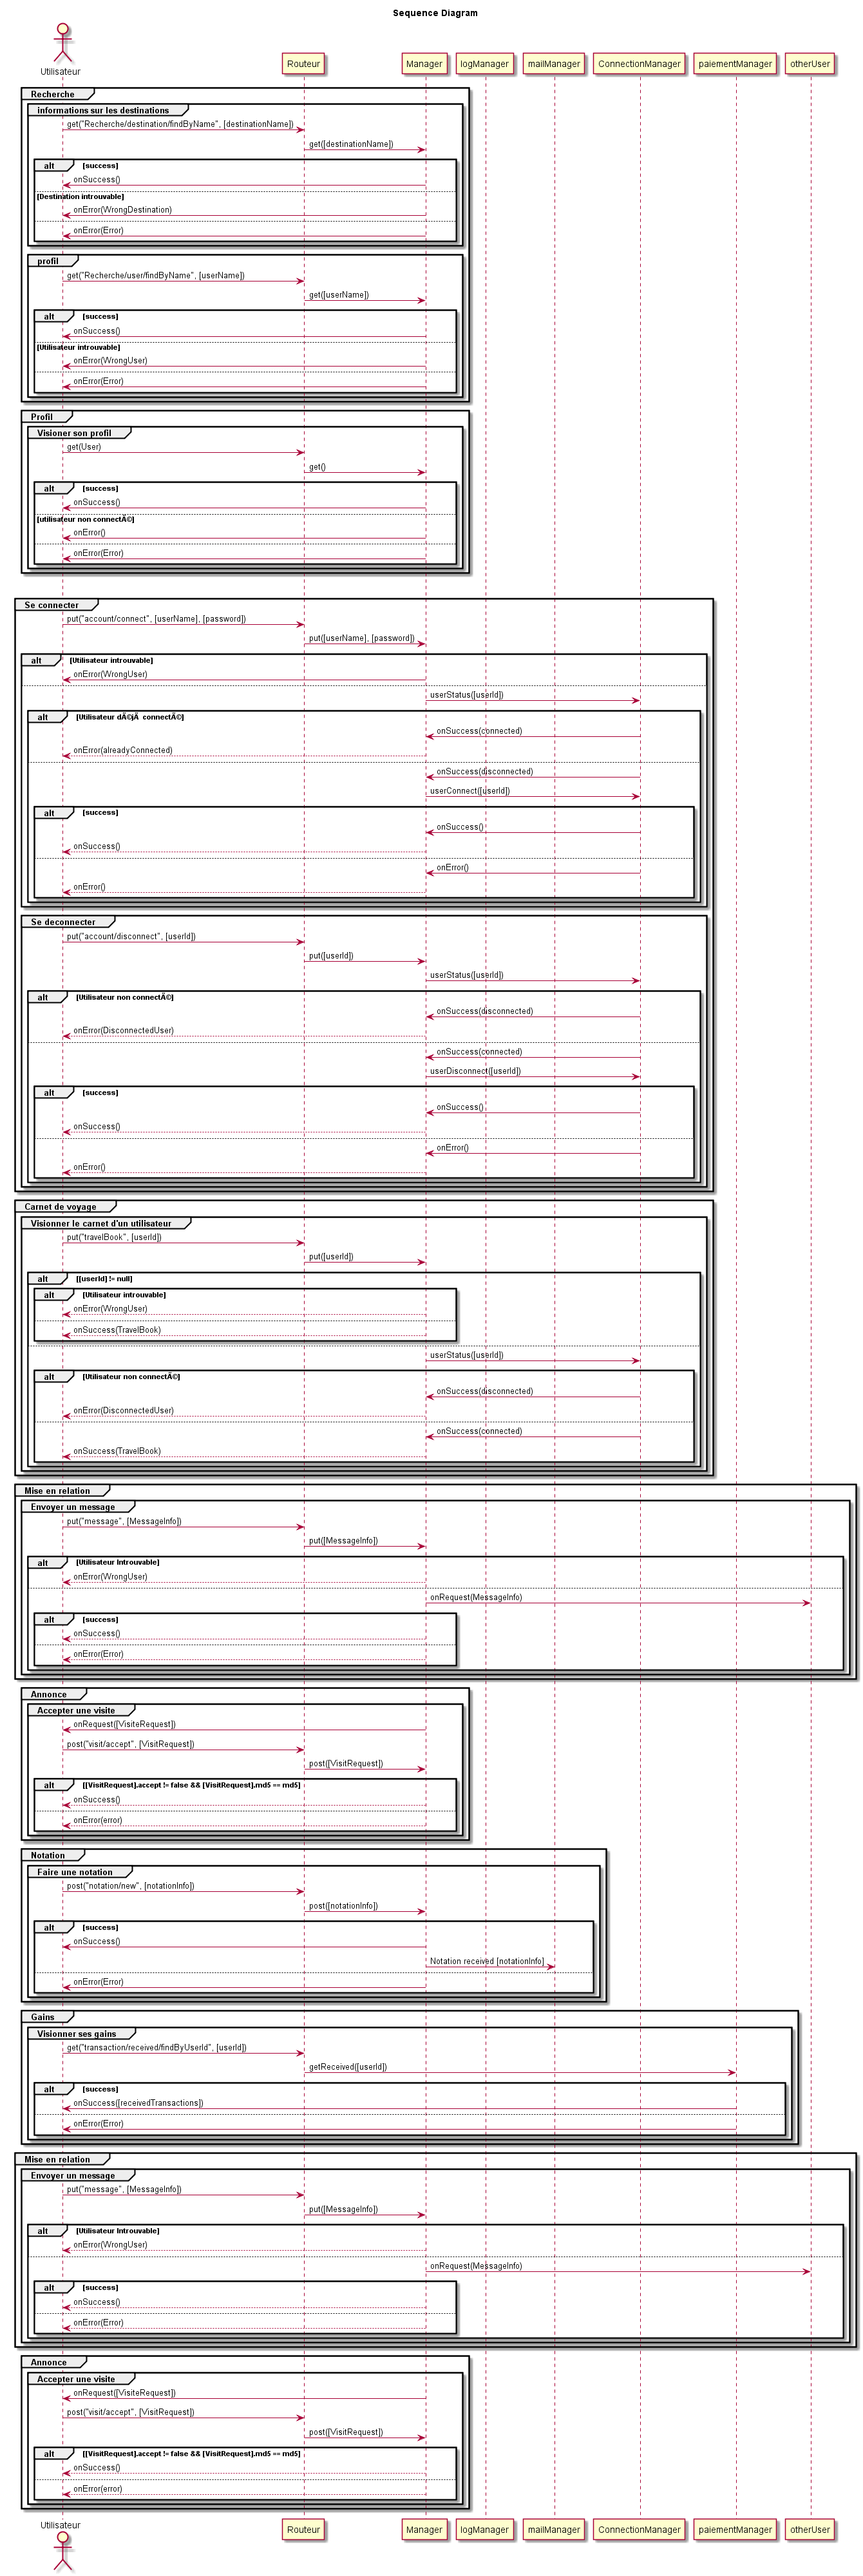 Sequence Diagram
Utilisateur
Routeur
Manager
logManager
mailManager
ConnectionManager
paiementManager
otherUser
Recherche
informations sur les destinations
get("Recherche/destination/findByName", [destinationName])
get([destinationName])
alt [success]
onSuccess()
[Destination introuvable]
onError(WrongDestination)
onError(Error)
profil
get("Recherche/user/findByName", [userName])
get([userName])
alt [success]
onSuccess()
[Utilisateur introuvable]
onError(WrongUser)
onError(Error)
Profil
Visioner son profil
get(User)
get()
alt [success]
onSuccess()
[utilisateur non connectÃ©]
onError()
onError(Error)
Se connecter
put("account/connect", [userName], [password])
put([userName], [password])
alt [Utilisateur introuvable]
onError(WrongUser)
userStatus([userId])
alt [Utilisateur dÃ©jÃ  connectÃ©]
onSuccess(connected)
onError(alreadyConnected)
onSuccess(disconnected)
userConnect([userId])
alt [success]
onSuccess()
onSuccess()
onError()
onError()
Se deconnecter
put("account/disconnect", [userId])
put([userId])
userStatus([userId])
alt [Utilisateur non connectÃ©]
onSuccess(disconnected)
onError(DisconnectedUser)
onSuccess(connected)
userDisconnect([userId])
alt [success]
onSuccess()
onSuccess()
onError()
onError()
Carnet de voyage
Visionner le carnet d'un utilisateur
put("travelBook", [userId])
put([userId])
alt [[userId] != null]
alt [Utilisateur introuvable]
onError(WrongUser)
onSuccess(TravelBook)
userStatus([userId])
alt [Utilisateur non connectÃ©]
onSuccess(disconnected)
onError(DisconnectedUser)
onSuccess(connected)
onSuccess(TravelBook)
Mise en relation
Envoyer un message
put("message", [MessageInfo])
put([MessageInfo])
alt [Utilisateur Introuvable]
onError(WrongUser)
onRequest(MessageInfo)
alt [success]
onSuccess()
onError(Error)
Annonce
Accepter une visite
onRequest([VisiteRequest])
post("visit/accept", [VisitRequest])
post([VisitRequest])
alt [[VisitRequest].accept != false && [VisitRequest].md5 == md5]
onSuccess()
onError(error)
Notation
Faire une notation
post("notation/new", [notationInfo])
post([notationInfo])
alt [success]
onSuccess()
Notation received [notationInfo]
onError(Error)
Gains
Visionner ses gains
get("transaction/received/findByUserId", [userId])
getReceived([userId])
alt [success]
onSuccess([receivedTransactions])
onError(Error)
Mise en relation
Envoyer un message
put("message", [MessageInfo])
put([MessageInfo])
alt [Utilisateur Introuvable]
onError(WrongUser)
onRequest(MessageInfo)
alt [success]
onSuccess()
onError(Error)
Annonce
Accepter une visite
onRequest([VisiteRequest])
post("visit/accept", [VisitRequest])
post([VisitRequest])
alt [[VisitRequest].accept != false && [VisitRequest].md5 == md5]
onSuccess()
onError(error)
Utilisateur
Routeur
Manager
logManager
mailManager
ConnectionManager
paiementManager
otherUser